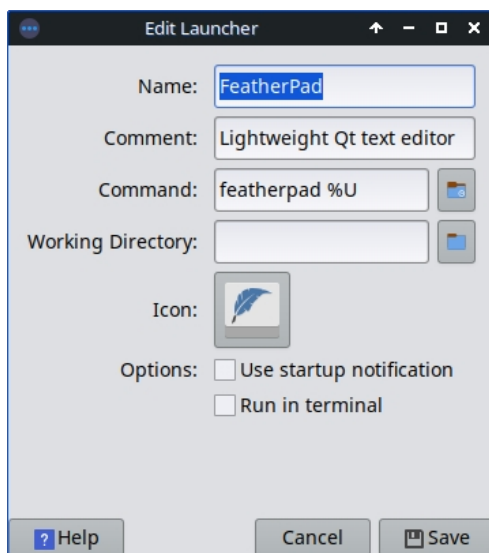 Edit Launcher
Name: FeatherPad
Comment: Lightweight Qt text editor
Command: featherpad %U
Working Directory:
Icon:
Options: Use startup notification
Run in terminal
? Help Cancel Save